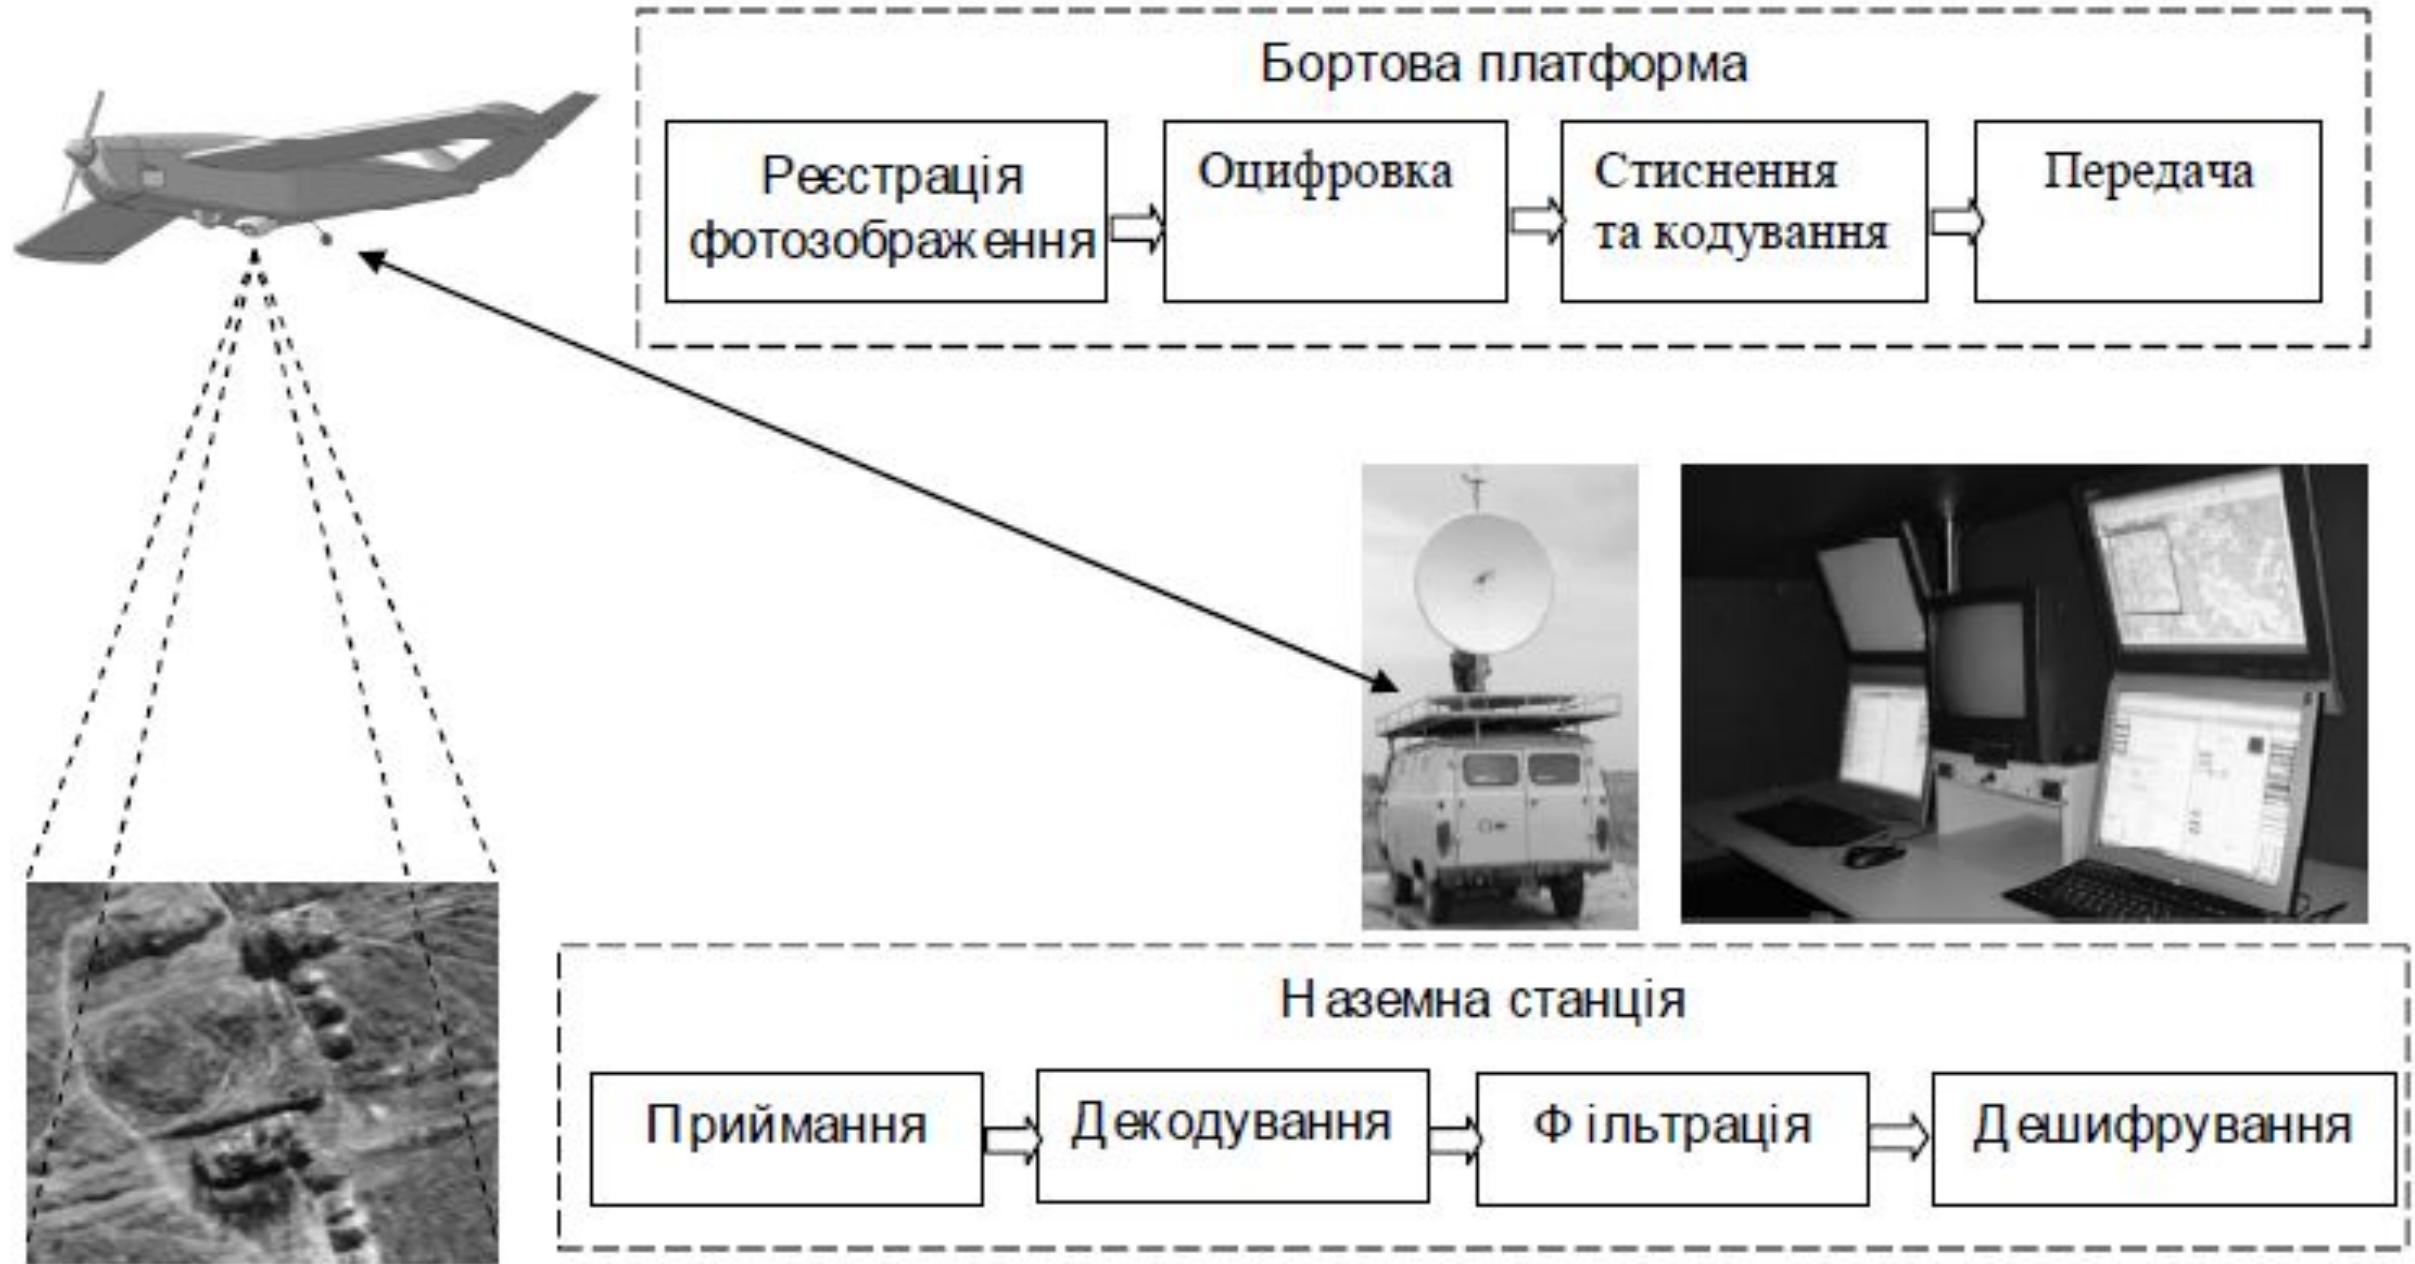 Бортова платформа
Реєстрація
фотозображення
Оцифровка
Стиснення
та кодування
Передача
Наземна станція
Приймання
Декодування
Фільтрація
Дешифрування